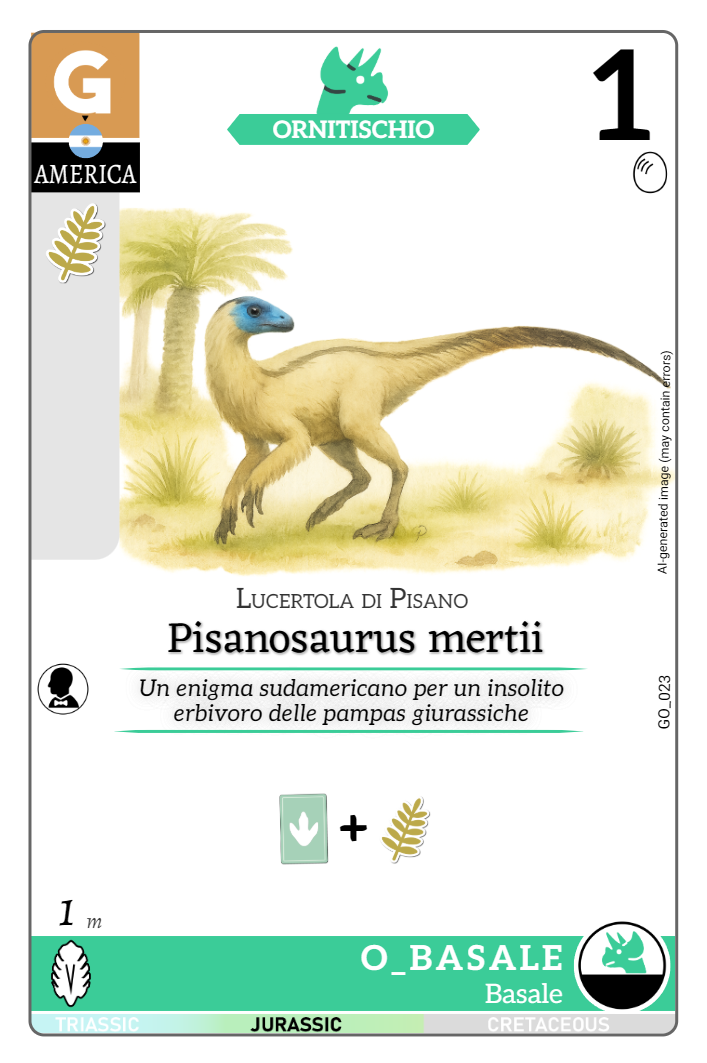 G
AMERICA
ORNITISCHIO
1
AI-generated image (may contain errors)
Lucertola di Pisano
Pisanosaurus mertii
Un enigma sudamericano per un insolito
erbivoro delle pampas giurassiche
GO_023
+
1 m
O_BASALE
Basale
TRIASSIC JURASSIC CRETACEOUS